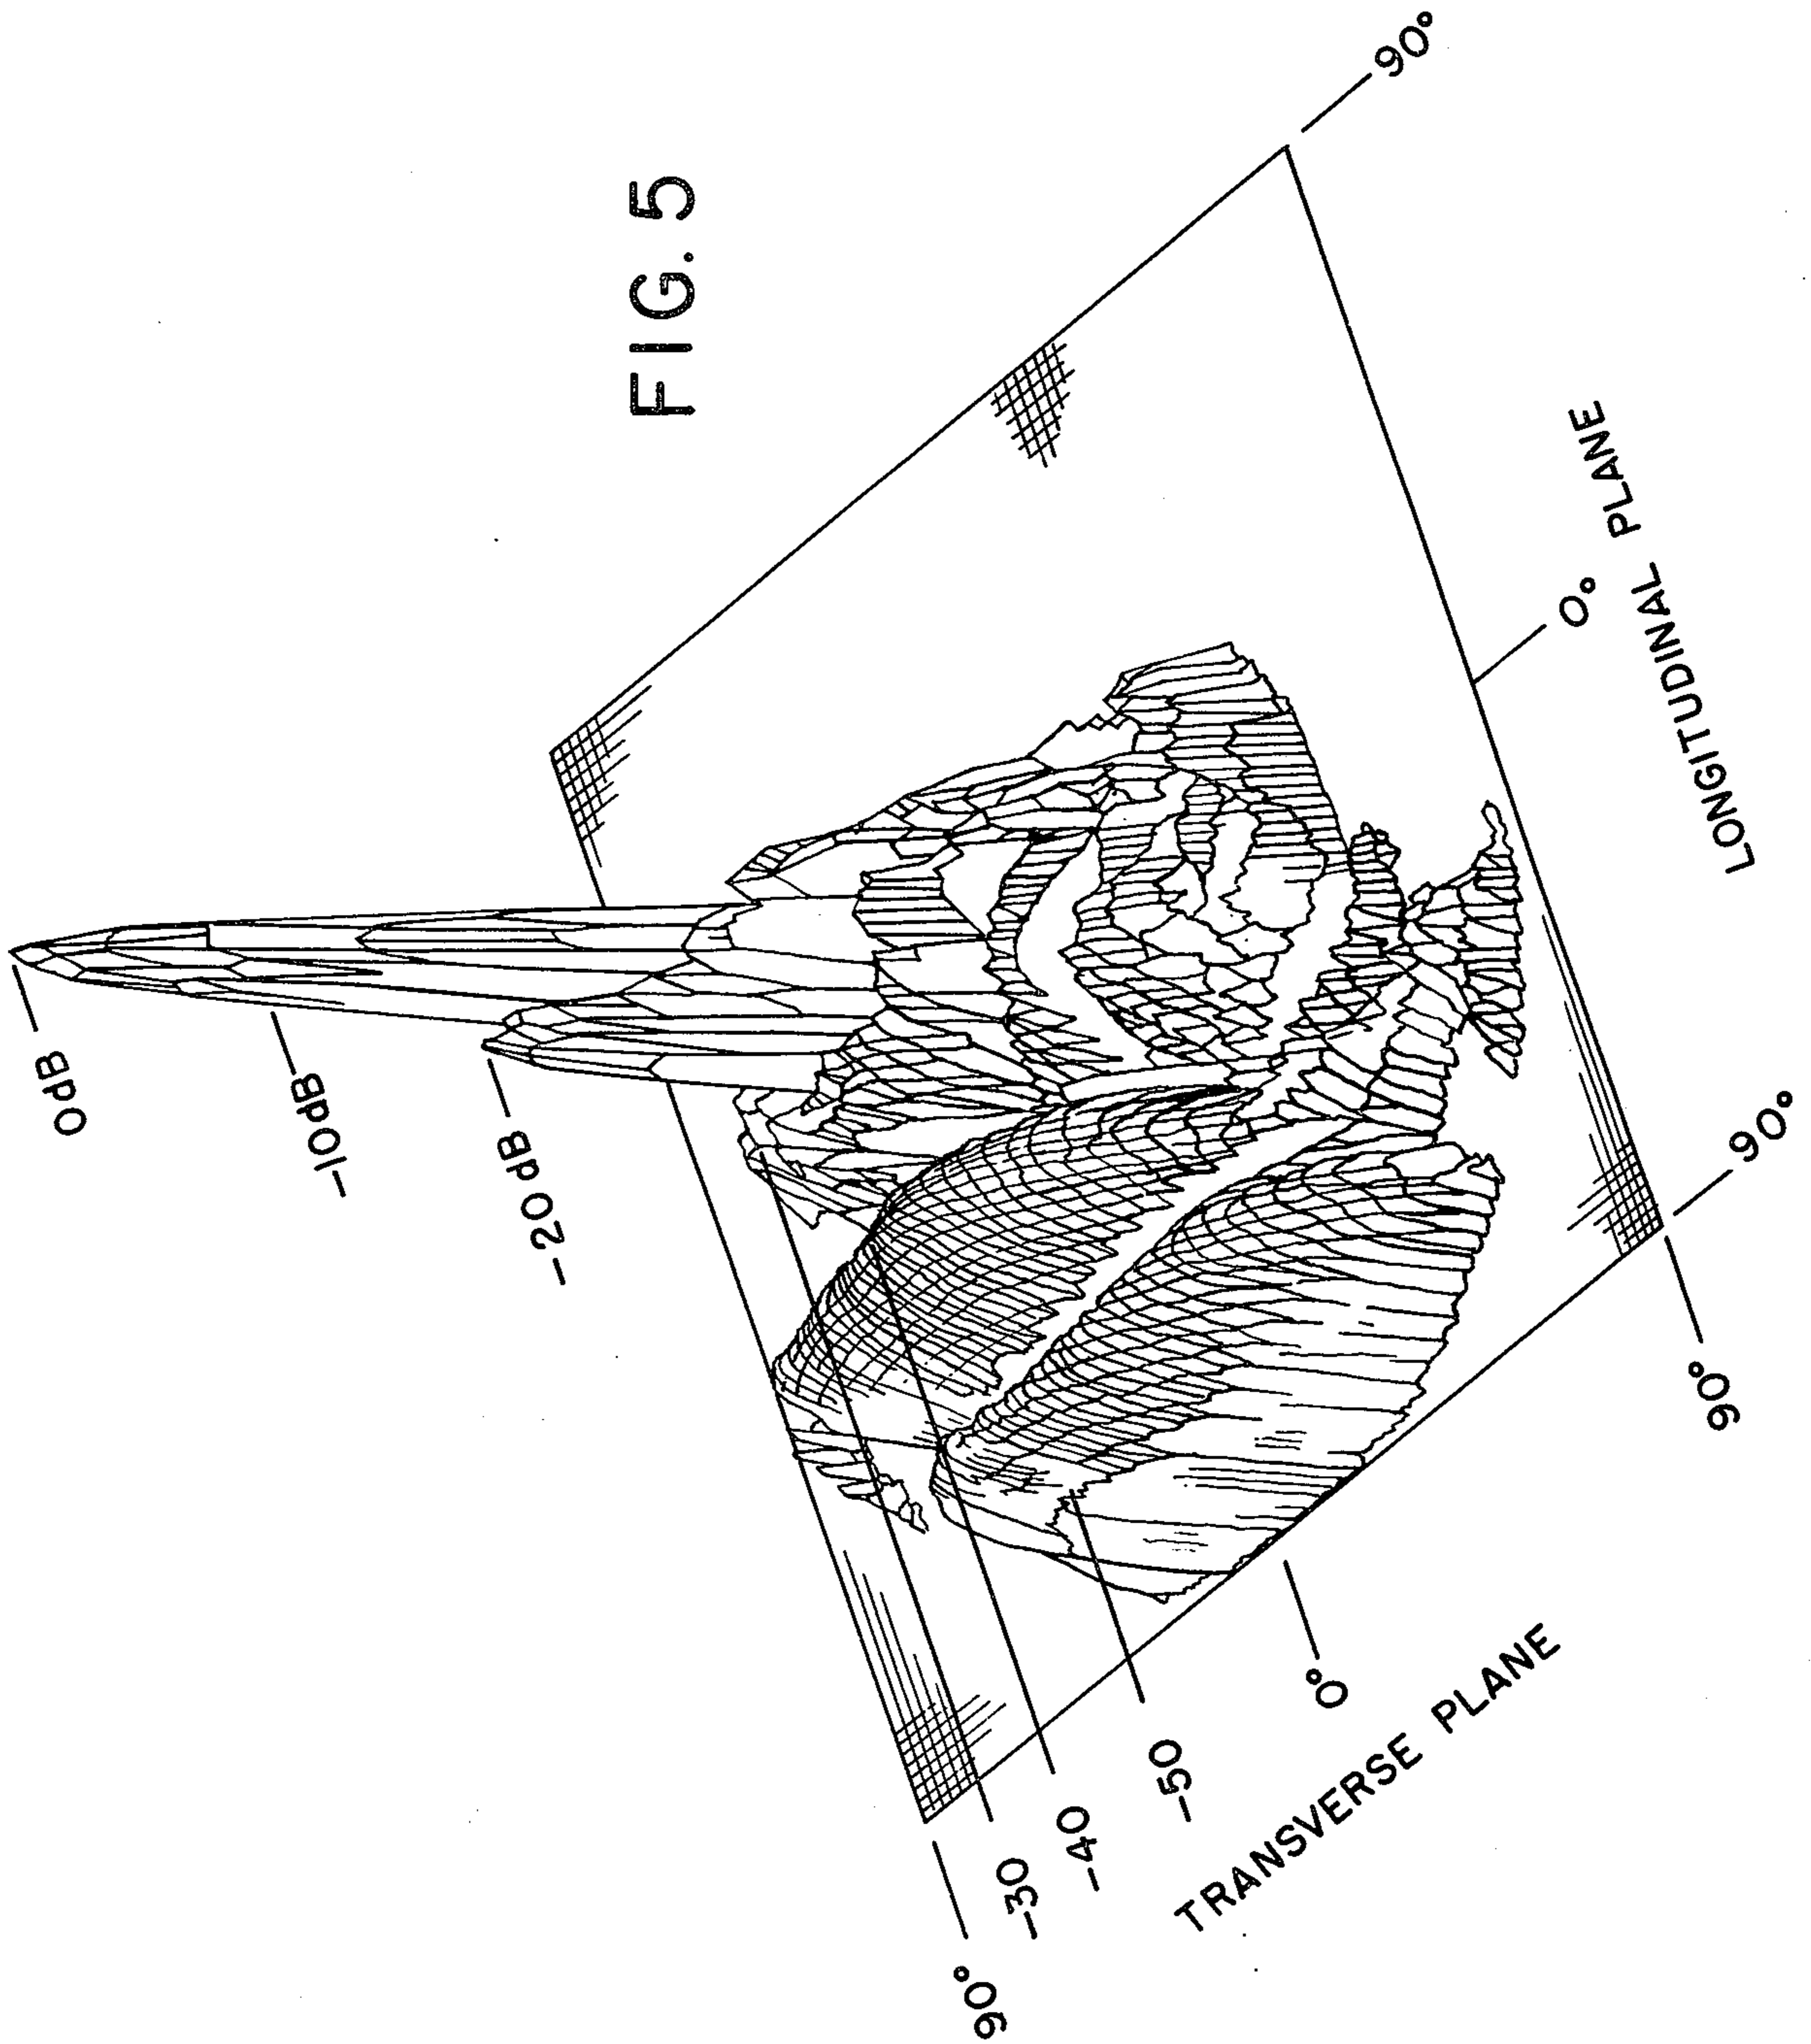 FIG. 5
0dB
-10dB
-20dB
-30
-40
-50
90°
0°
90°
TRANSVERSE PLANE
90°
0°
90°
LONGITUDINAL PLANE